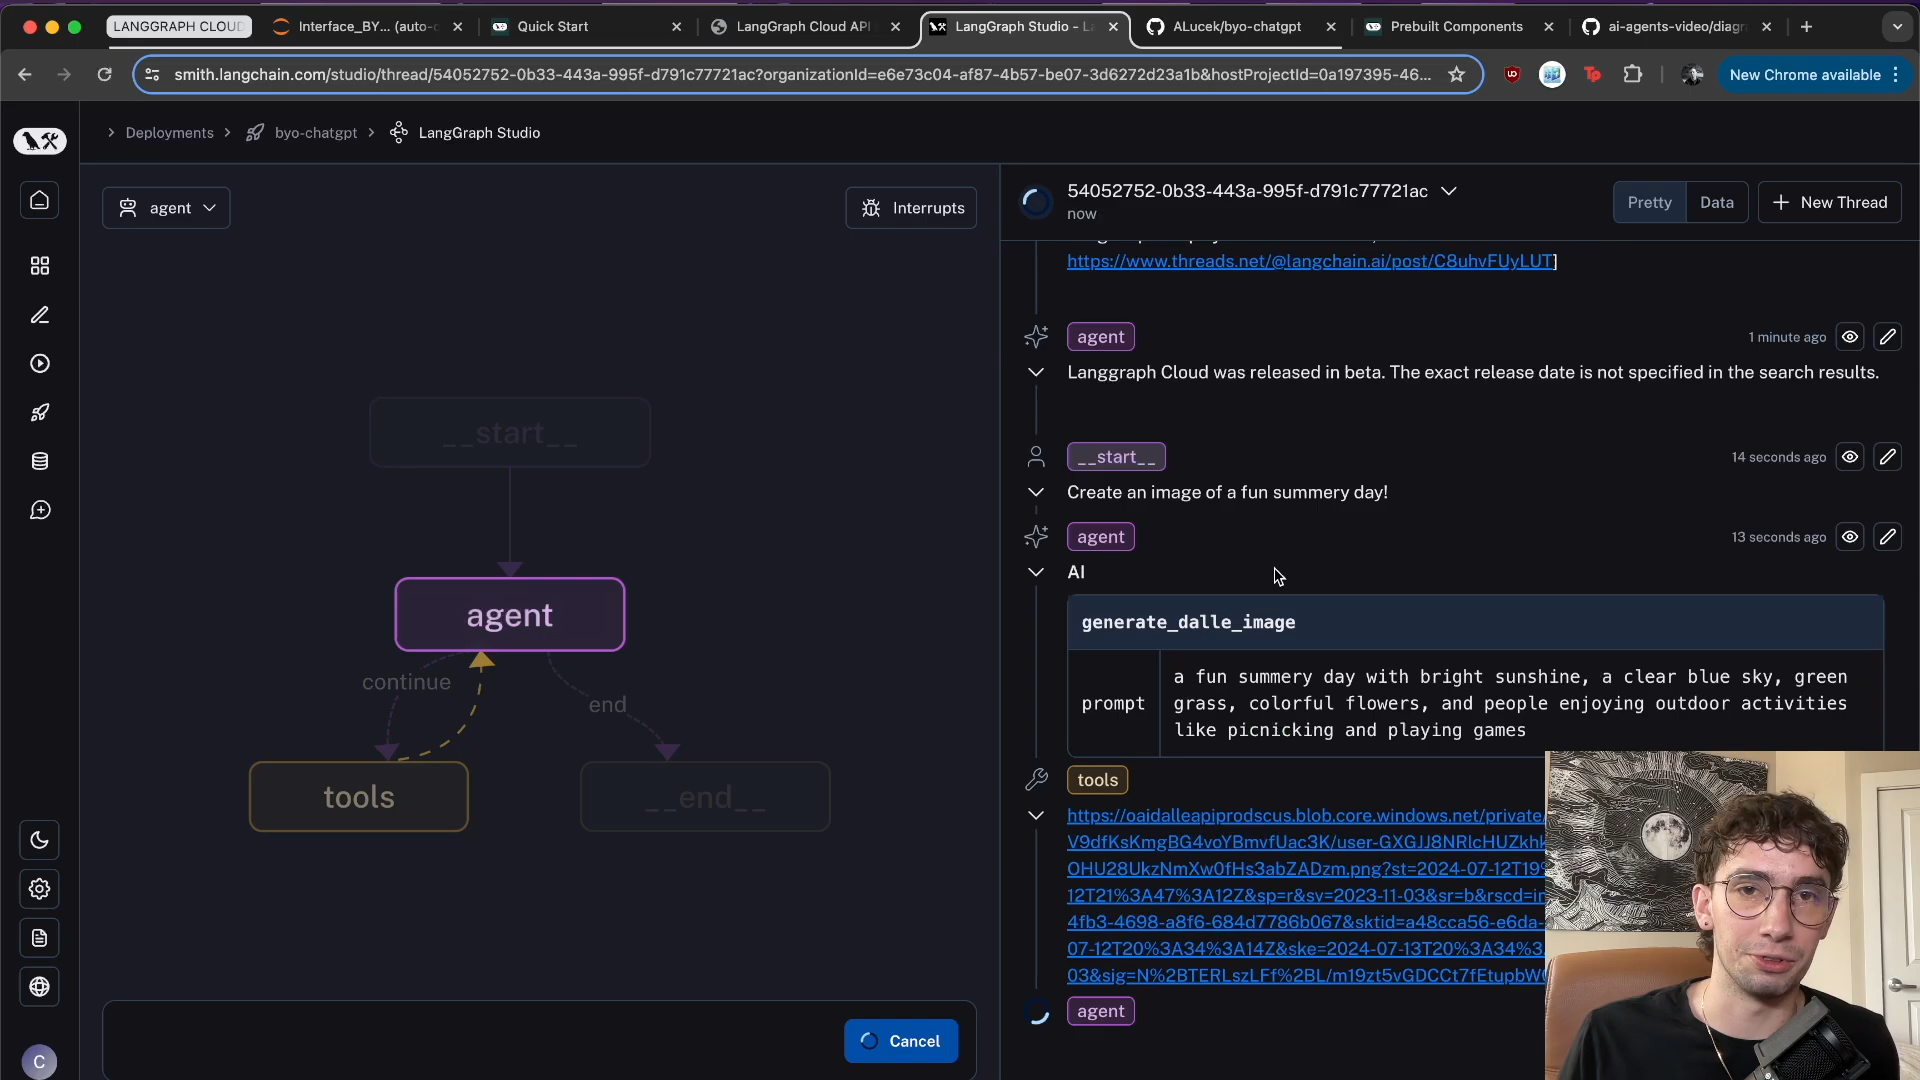 LANGGRAPH CLOUD
Interface_BY... (auto-
Quick Start
LangGraph Cloud API
LangGraph Studio - La
ALucek/byo-chatgpt
Prebuilt Components
ai-agents-video/diagr
smith.langchain.com/studio/thread/54052752-0b33-443a-995f-d791c77721ac?organizationId=e6e73c04-af87-4b57-be07-3d6272d23a1b&hostProjectId=0a197395-46...
New Chrome available
Deployments
byo-chatgpt
LangGraph Studio
agent
Interrupts
54052752-0b33-443a-995f-d791c77721ac
now
Pretty
Data
New Thread
__start__
agent
continue
end
tools
__end__
Cancel
C
https://www.threads.net/@langchain.ai/post/C8uhvFUyLUT]
agent
1 minute ago
Langgraph Cloud was released in beta. The exact release date is not specified in the search results.
__start__
14 seconds ago
Create an image of a fun summery day!
agent
13 seconds ago
AI
generate_dalle_image
prompt
a fun summery day with bright sunshine, a clear blue sky, green
grass, colorful flowers, and people enjoying outdoor activities
like picnicking and playing games
tools
https://oaidalleapiprodscus.blob.core.windows.net/private/
V9dfKsKmgBG4voYBmvfUac3K/user-GXGJJ8NRlcHUZkhk
OHU28UkzNmXw0fHs3abZADzm.png?st=2024-07-12T19%
12T21%3A47%3A12Z&sp=r&sv=2023-11-03&sr=b&rscd=in
4fb3-4698-a8f6-684d7786b067&sktid=a48cca56-e6da-
07-12T20%3A34%3A14Z&ske=2024-07-13T20%3A34%3
03&sig=N%2BTERLszLFf%2BL/m19zt5vGDCCt7fEtupbW
agent